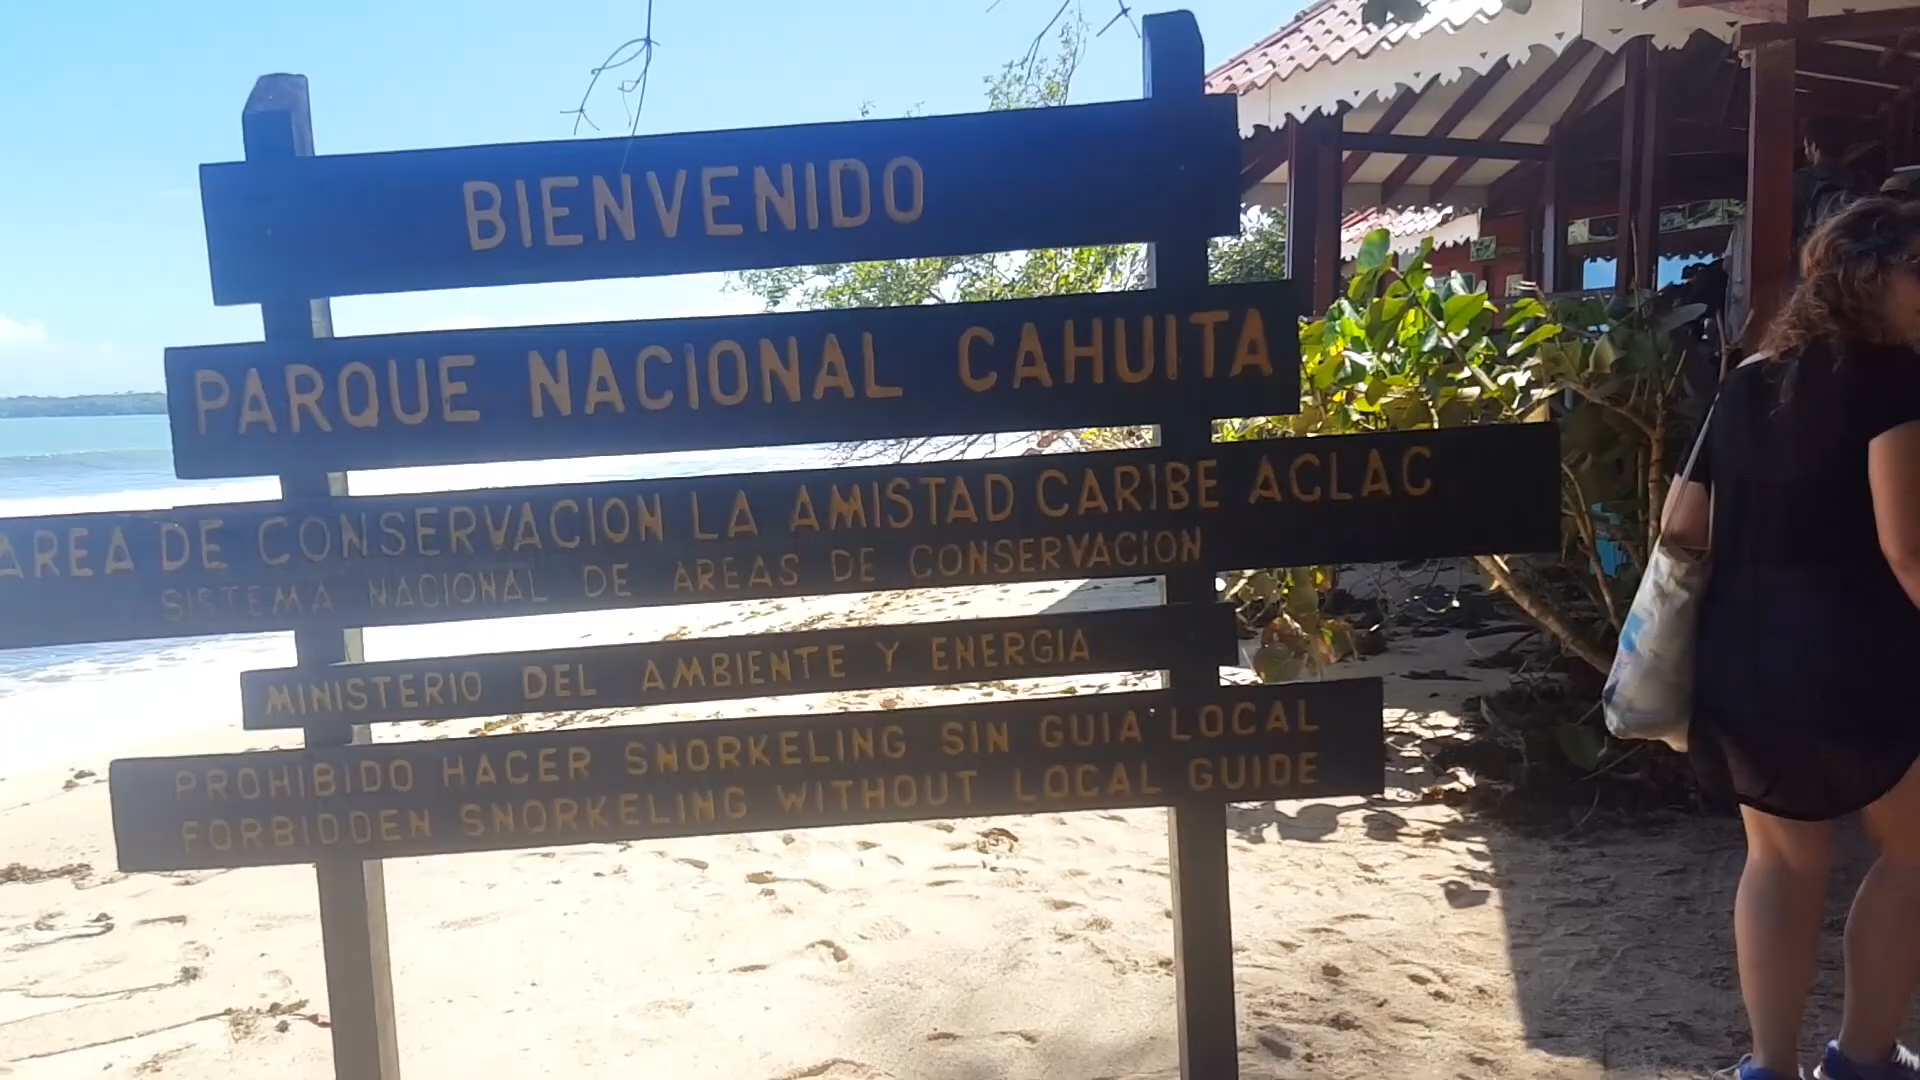 BIENVENIDO
PARQUE NACIONAL CAHUITA
AREA DE CONSERVACION LA AMISTAD CARIBE ACLAC
SISTEMA NACIONAL DE AREAS DE CONSERVACION
MINISTERIO DEL AMBIENTE Y ENERGIA
PROHIBIDO HACER SNORKELING SIN GUIA LOCAL
FORBIDDEN SNORKELING WITHOUT LOCAL GUIDE